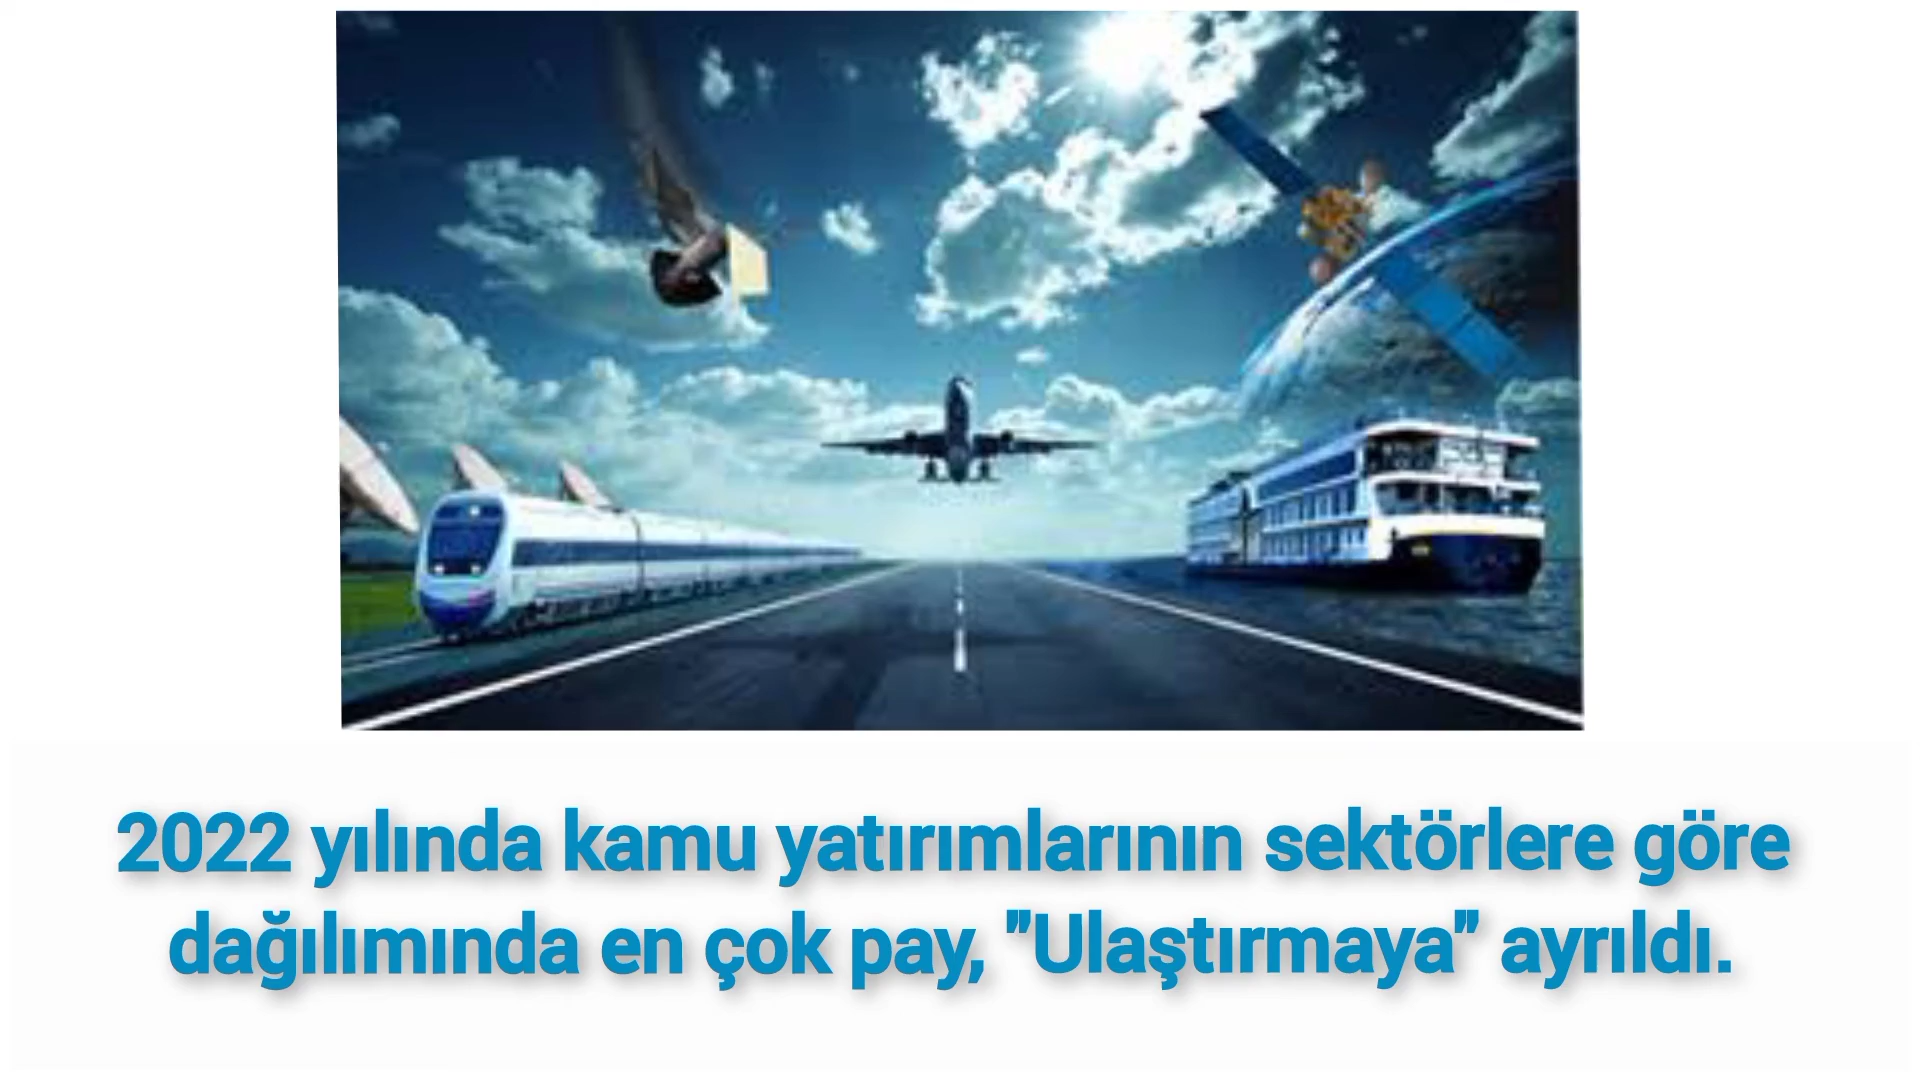 2022 yılında kamu yatırımlarının sektörlere göre
dağılımında en çok pay, "Ulaştırmaya" ayrıldı.